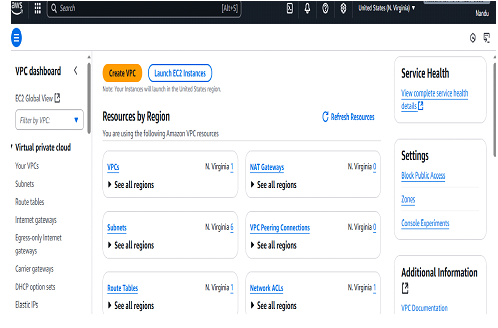 aws
Search
[Alt+S]
United States (N. Virginia) ▼
Nandu
VPC dashboard
EC2 Global View
Filter by VPC:
Virtual private cloud
Your VPCs
Subnets
Route tables
Internet gateways
Egress-only Internet
gateways
Carrier gateways
DHCP option sets
Elastic IPs
Create VPC
Launch EC2 Instances
Note: Your Instances will launch in the United States region.
Resources by Region
Refresh Resources
You are using the following Amazon VPC resources
VPCs
N. Virginia 1
See all regions
NAT Gateways
N. Virginia 0
See all regions
Subnets
N. Virginia 6
See all regions
VPC Peering Connections
N. Virginia 0
See all regions
Route Tables
N. Virginia 1
See all regions
Network ACLs
N. Virginia 1
See all regions
Service Health
View complete service health
details
Settings
Block Public Access
Zones
Console Experiments
Additional Information
VPC Documentation